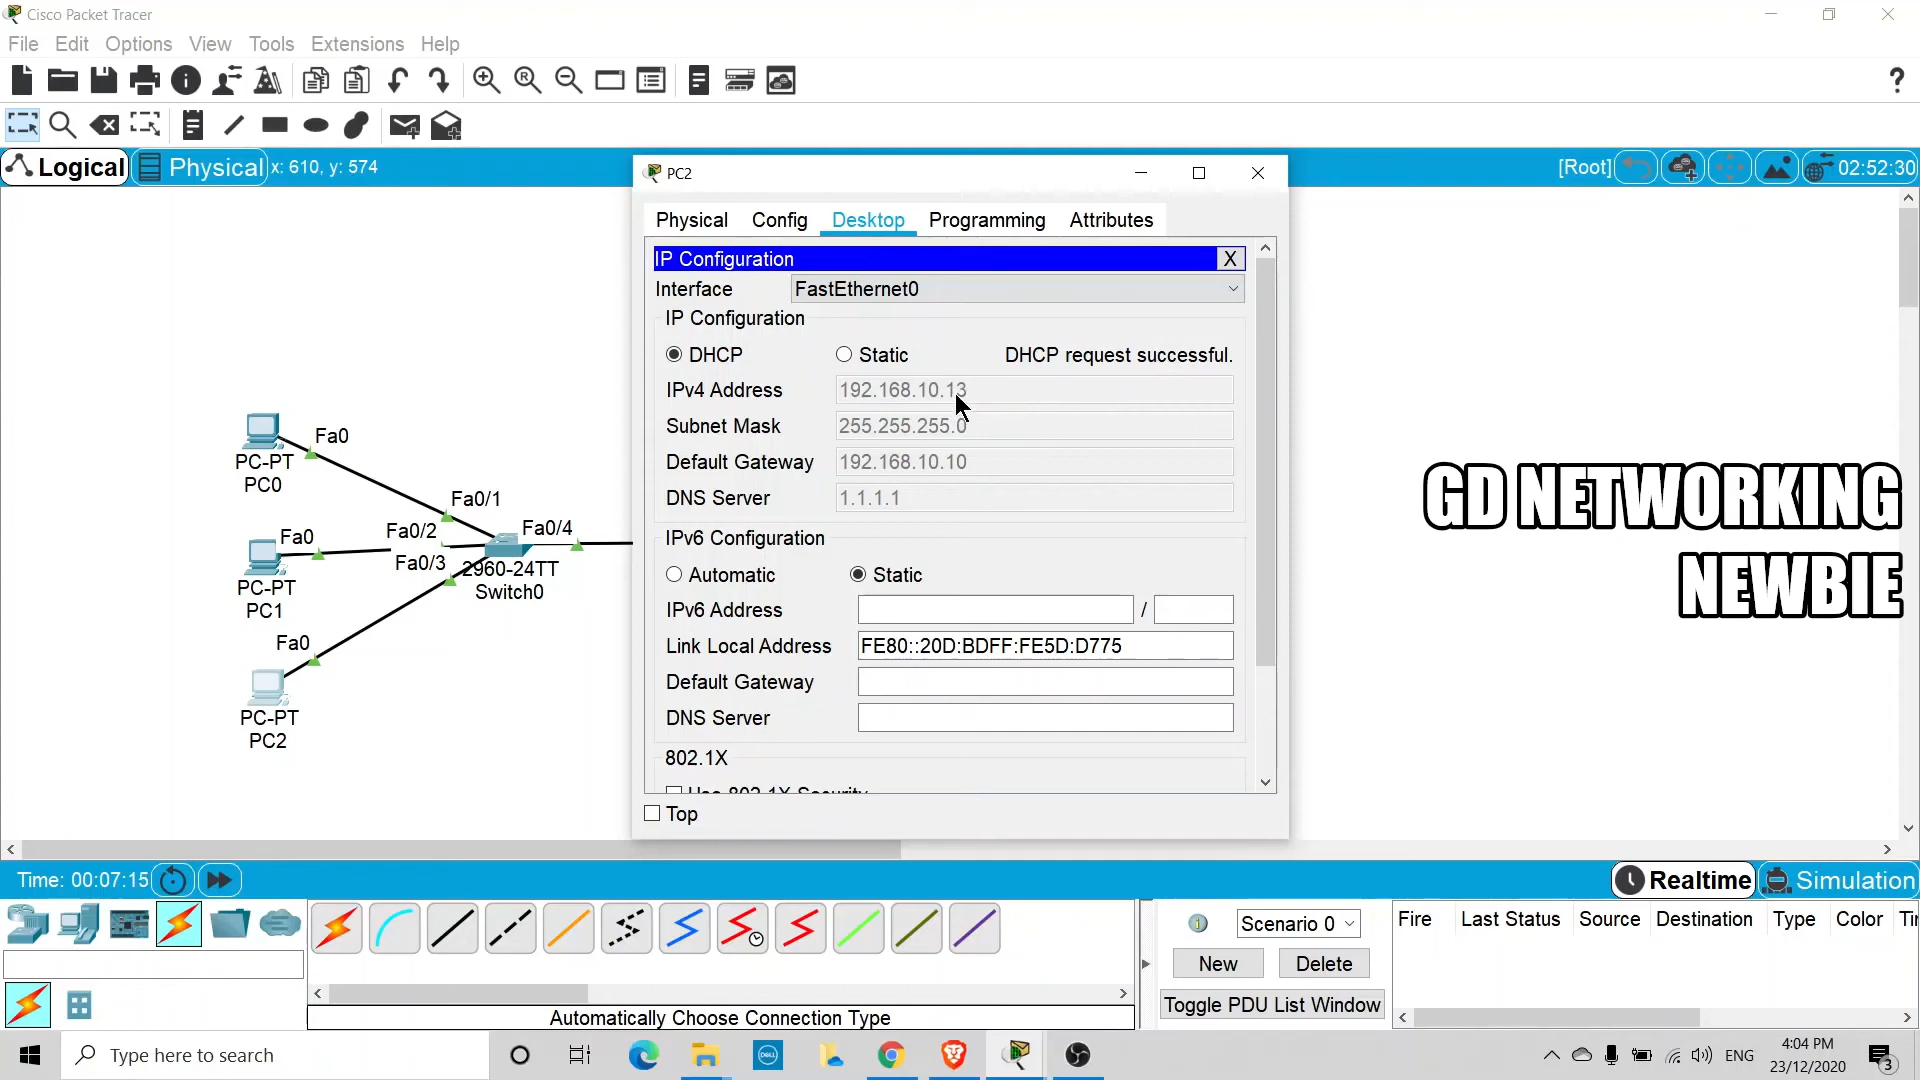 Cisco Packet Tracer
File Edit Options View Tools Extensions Help
Logical Physical x: 610, y: 574 [Root] 02:52:30
PC2
Physical Config Desktop Programming Attributes
IP Configuration X
Interface FastEthernet0
IP Configuration
DHCP Static DHCP request successful.
IPv4 Address 192.168.10.13
Subnet Mask 255.255.255.0
Default Gateway 192.168.10.10
DNS Server 1.1.1.1
IPv6 Configuration
Automatic Static
IPv6 Address /
Link Local Address FE80::20D:BDFF:FE5D:D775
Default Gateway
DNS Server
802.1X
Use 802.1X Security
Top
Fa0
PC-PT
PC0
Fa0/1
Fa0
Fa0/2
Fa0/4
Fa0/3
PC-PT
PC1
2960-24TT
Switch0
Fa0
PC-PT
PC2
GD NETWORKING
NEWBIE
Time: 00:07:15 Realtime Simulation
Scenario 0
New Delete
Toggle PDU List Window
Fire Last Status Source Destination Type Color
Automatically Choose Connection Type
Type here to search
DELL
ENG
4:04 PM
23/12/2020
3